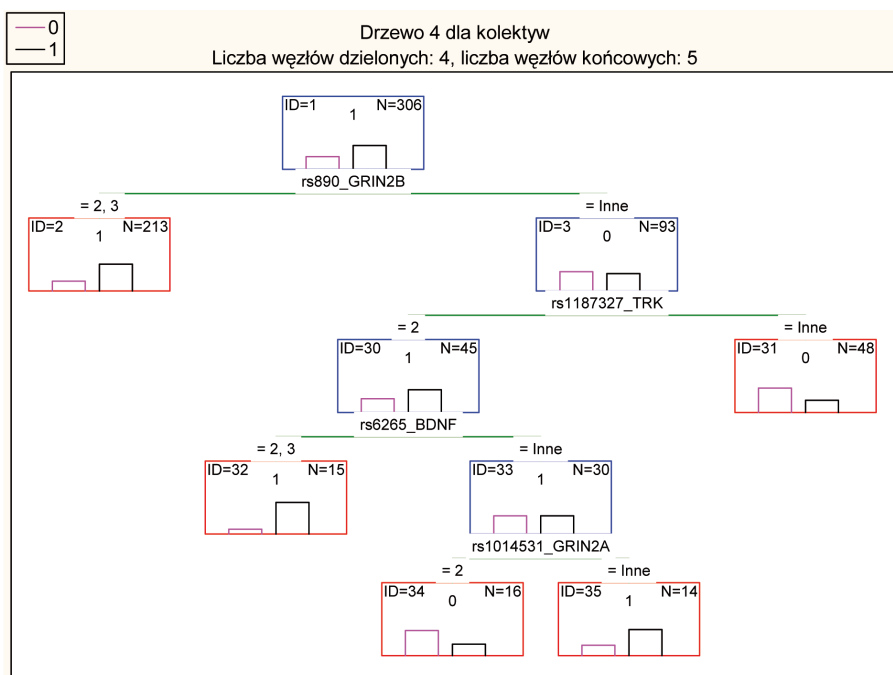 0
1
Drzewo 4 dla kolektyw
Liczba węzłów dzielonych: 4, liczba węzłów końcowych: 5
ID=1 N=306
1
rs890_GRIN2B
= 2, 3 = Inne
ID=2 N=213 ID=3 N=93
1 0
rs1187327_TRK
= 2 = Inne
ID=30 N=45 ID=31 N=48
1 0
rs6265_BDNF
= 2, 3 = Inne
ID=32 N=15 ID=33 N=30
1 1
rs1014531_GRIN2A
= 2 = Inne
ID=34 N=16 ID=35 N=14
0 1